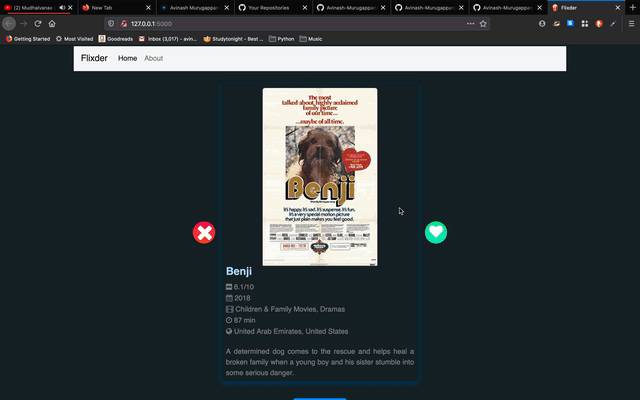 (2) Mudhalvanae
New Tab
Avinash-Murugappan
Your Repositories
Avinash-Murugappan
Avinash-Murugappan
Avinash-Murugappan
Flixder
127.0.0.1:5000
Getting Started
Most Visited
Goodreads
Inbox (3,017) - avin...
Studytonight - Best ...
Python
Music
Flixder
Home
About
The most
talked about, highly acclaimed
family picture
of our time...
...maybe of all time.
Benji
It's happy. It's sad. It's suspense. It's fun.
It's a very special motion picture
that just plain makes you feel good.
Benji
6.1/10
2018
Children & Family Movies, Dramas
87 min
United Arab Emirates, United States
A determined dog comes to the rescue and helps heal a
broken family when a young boy and his sister stumble into
some serious danger.